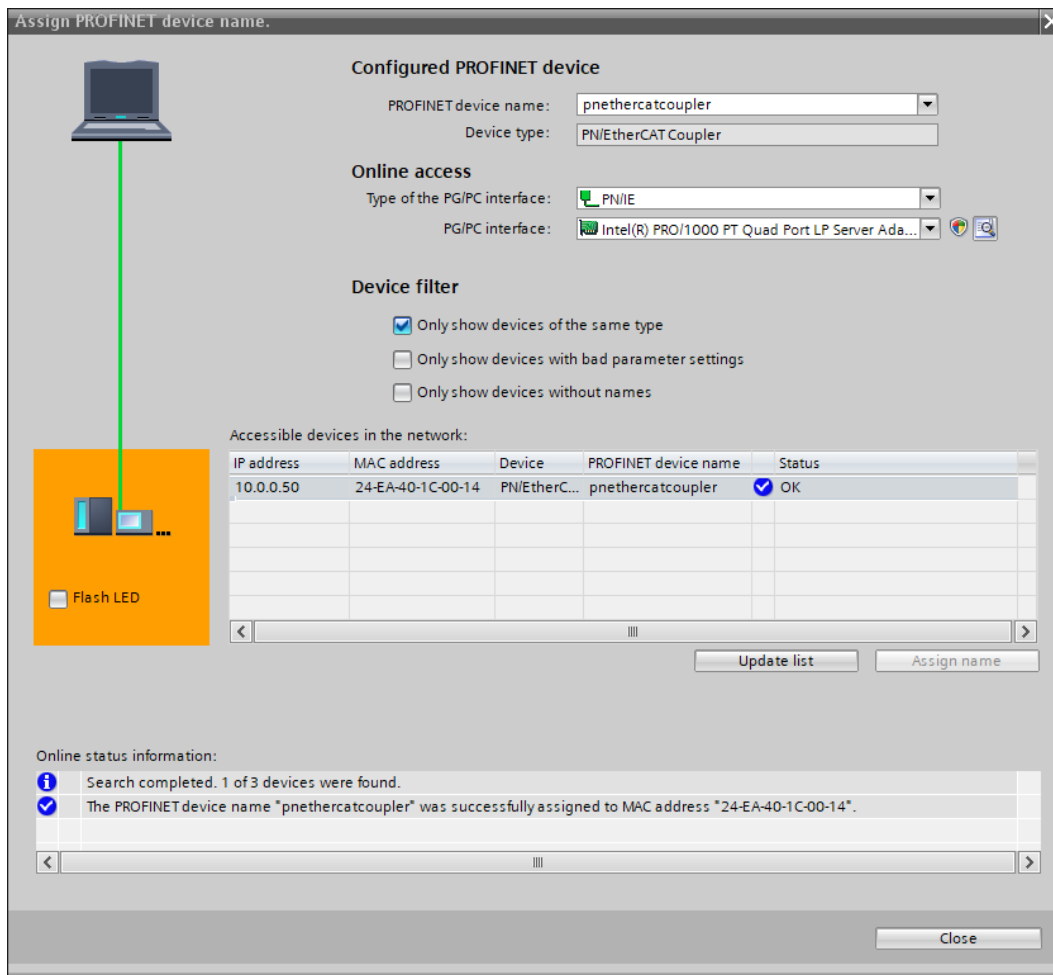 Assign PROFINET device name.
Configured PROFINET device
PROFINET device name: pnethercatcoupler
Device type: PN/EtherCAT Coupler
Online access
Type of the PG/PC interface: PN/IE
PG/PC interface: Intel(R) PRO/1000 PT Quad Port LP Server Ada...
Device filter
Only show devices of the same type
Only show devices with bad parameter settings
Only show devices without names
Accessible devices in the network:
IP address MAC address Device PROFINET device name Status
10.0.0.50 24-EA-40-1C-00-14 PN/EtherC... pnethercatcoupler OK
Flash LED
Update list Assign name
Online status information:
Search completed. 1 of 3 devices were found.
The PROFINET device name "pnethercatcoupler" was successfully assigned to MAC address "24-EA-40-1C-00-14".
Close